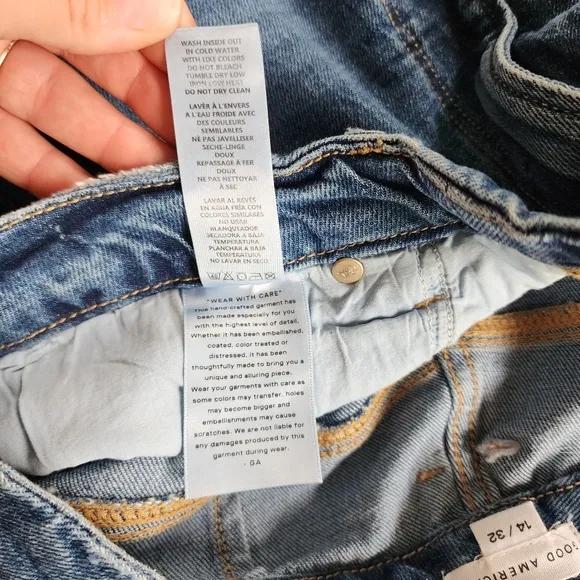 WASH INSIDE OUT
IN COLD WATER
WITH LIKE COLORS
DO NOT BLEACH
TUMBLE DRY LOW
IRON LOW HEAT
DO NOT DRY CLEAN
LAVER À L'ENVERS
A L'EAU FROIDE AVEC
DES COULEURS
SEMBLABLES
NE PAS JAVELLISER
SECHE-LINGE
DOUX
REPASSAGE À FER
DOUX
NE PAS NETTOYER
À SEC
LAVAR AL REVÉS
EN AGUA FRÍA CON
COLORES SIMILARES
NO USAR
BLANQUEADOR
SECADORA A BAJA
TEMPERATURA
PLANCHAR A BAJA
TEMPERATURA
NO LAVAR EN SECO
"WEAR WITH CARE"
This hand-crafted garment has
been made especially for you
with the highest level of detail.
Whether it has been embellished,
coated, color treated or
distressed, it has been
thoughtfully made to bring you a
unique and alluring piece.
Wear your garments with care as
some colors may transfer, holes
may become bigger and
embellishments may cause
scratches. We are not liable for
any damages produced by this
garment during wear.
- GA
14 / 32
GOOD AMERI